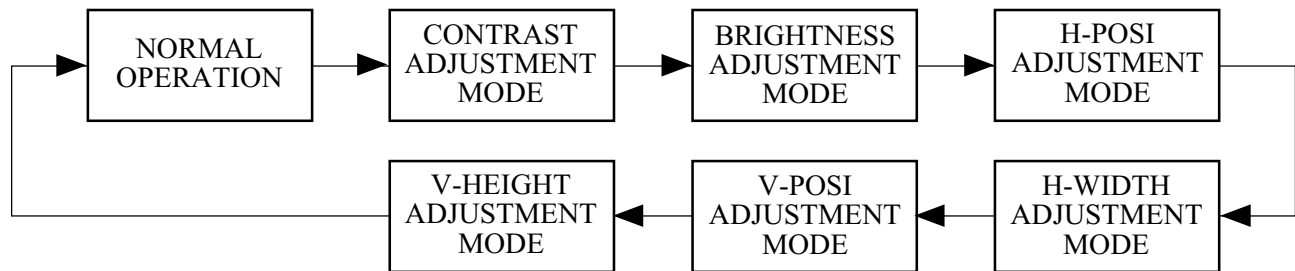 NORMAL
OPERATION
CONTRAST
ADJUSTMENT
MODE
BRIGHTNESS
ADJUSTMENT
MODE
H-POSI
ADJUSTMENT
MODE
V-HEIGHT
ADJUSTMENT
MODE
V-POSI
ADJUSTMENT
MODE
H-WIDTH
ADJUSTMENT
MODE